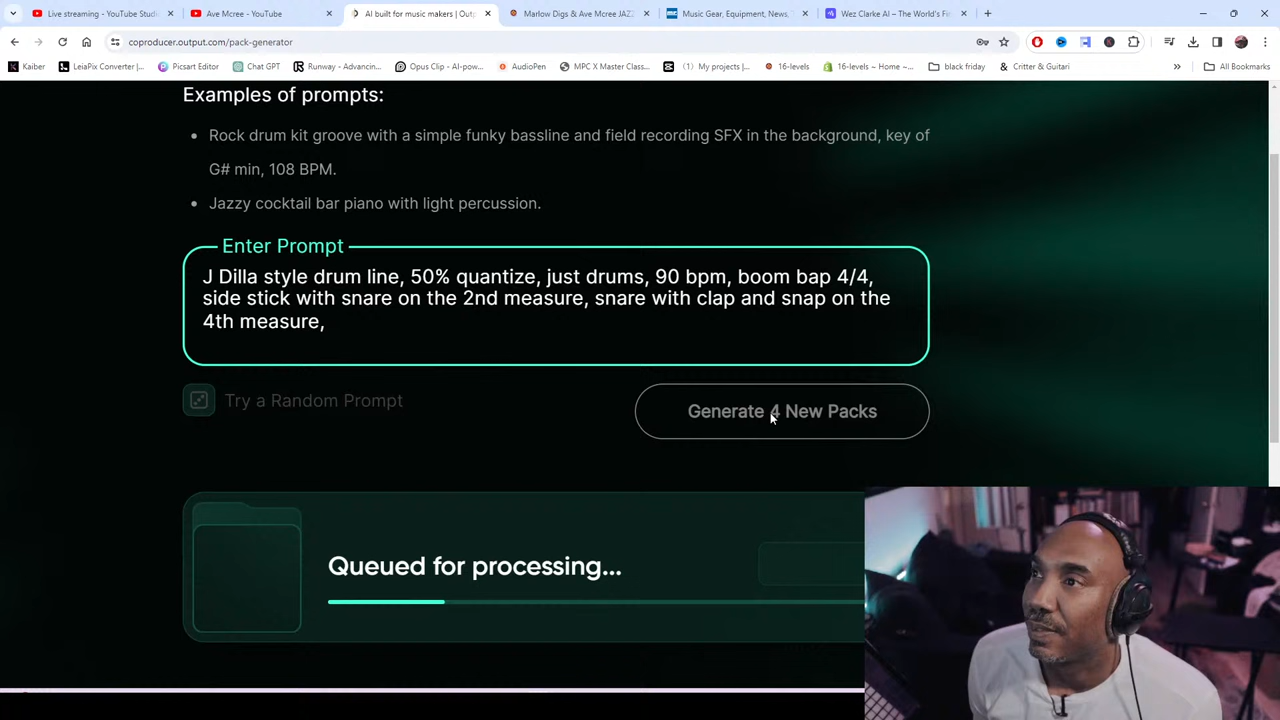 Live streaming - YouTube Studi
Ave Mcree - YouTube
AI built for music makers | Outp
Marlow Digs & Ave Mcree JAZZ
Music Gear, Equipment, News, T
Wez Clarke AI – The World's Fi
coproducer.output.com/pack-generator
Kaiber
LeiaPix Converter |...
Picsart Editor
Chat GPT
Runway - Advancin...
Opus Clip - AI-pow...
AudioPen
MPC X Master Class...
（1）My projects |...
16-levels
16-levels ~ Home ~...
black friday
Critter & Guitari
»
All Bookmarks
Examples of prompts:
• Rock drum kit groove with a simple funky bassline and field recording SFX in the background, key of
G# min, 108 BPM.
• Jazzy cocktail bar piano with light percussion.
Enter Prompt
J Dilla style drum line, 50% quantize, just drums, 90 bpm, boom bap 4/4,
side stick with snare on the 2nd measure, snare with clap and snap on the
4th measure,
Try a Random Prompt
Generate 4 New Packs
Queued for processing...